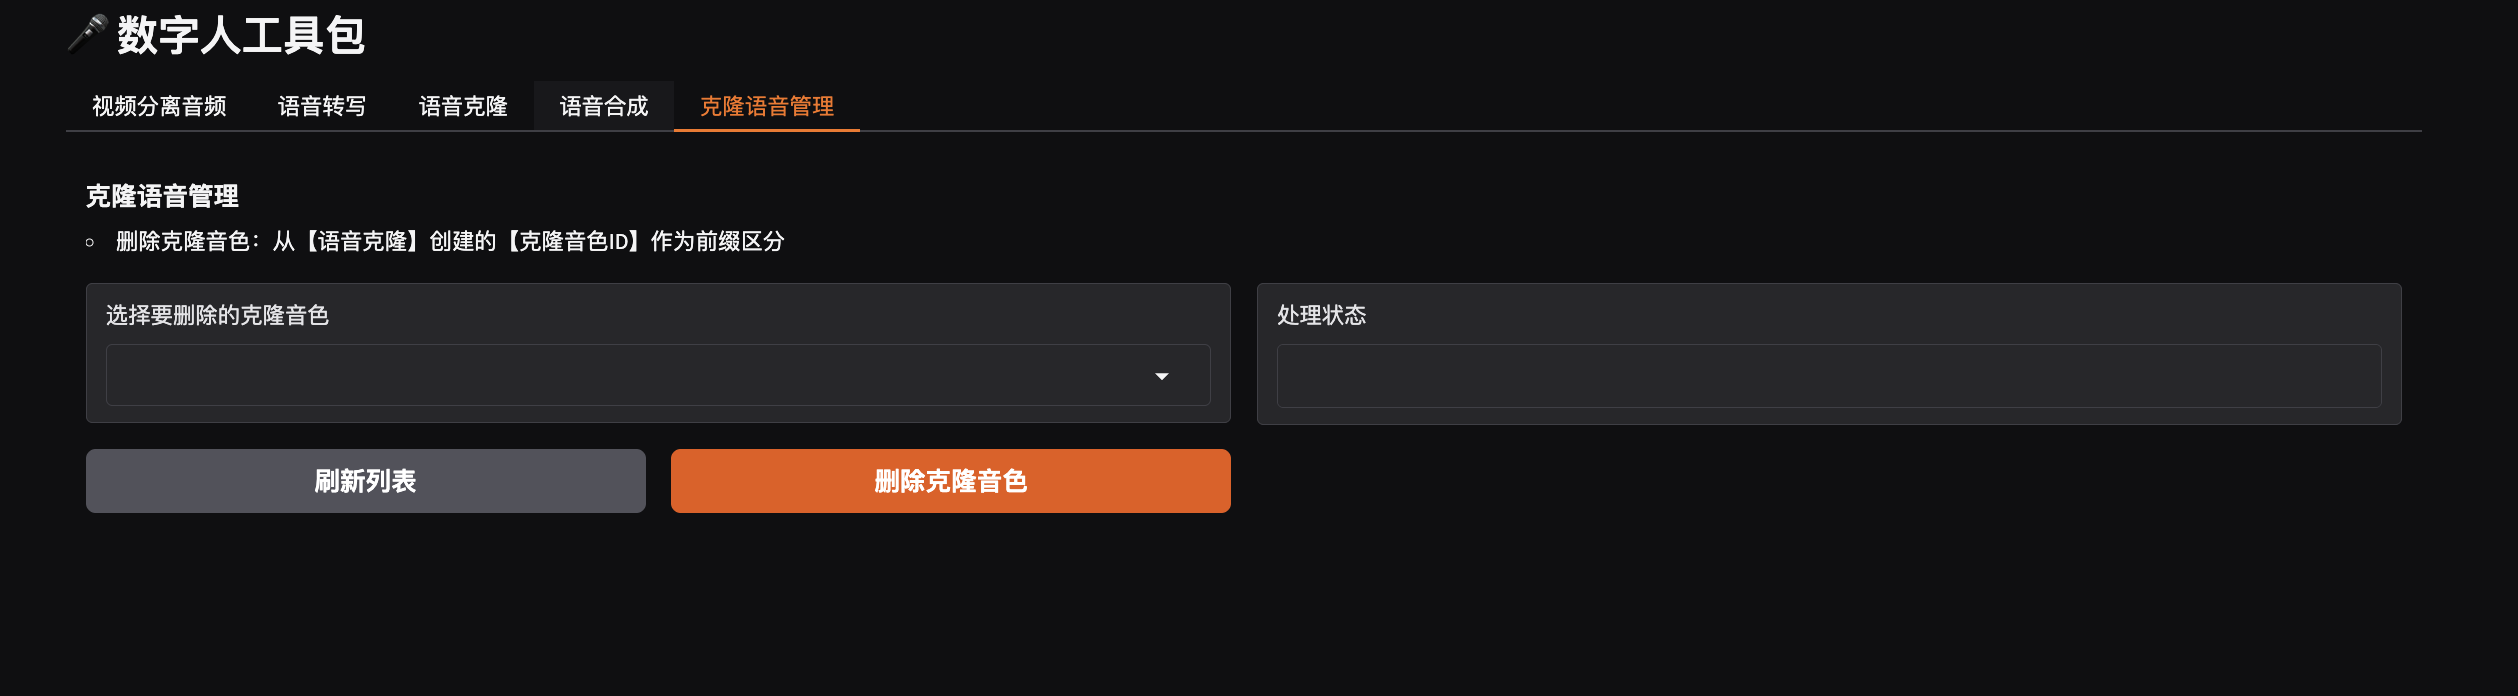 🎤 数字人工具包
视频分离音频 语音转写 语音克隆 语音合成 克隆语音管理
克隆语音管理
删除克隆音色：从【语音克隆】创建的【克隆音色ID】作为前缀区分
选择要删除的克隆音色
处理状态
刷新列表 删除克隆音色